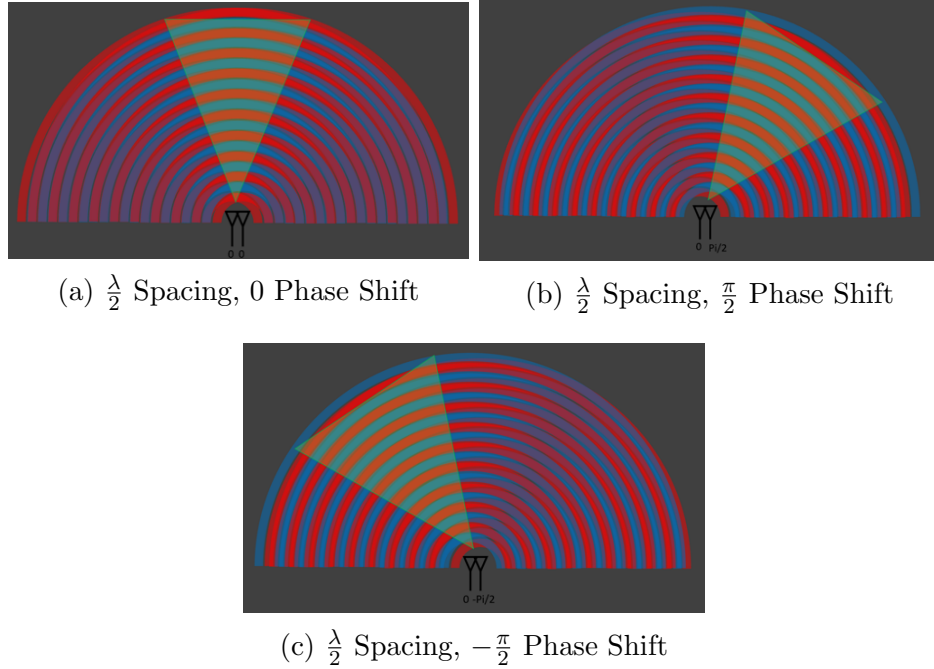 0 0
0 Pi/2
(a) λ/2 Spacing, 0 Phase Shift
(b) λ/2 Spacing, π/2 Phase Shift
0 -Pi/2
(c) λ/2 Spacing, −π/2 Phase Shift